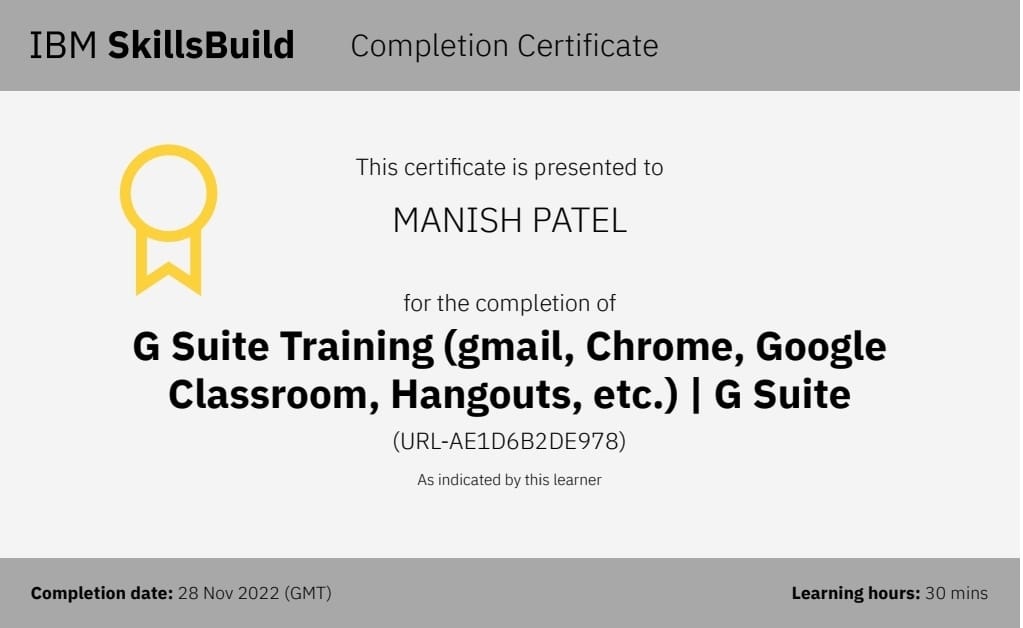 IBM SkillsBuild Completion Certificate
This certificate is presented to
MANISH PATEL
for the completion of
G Suite Training (gmail, Chrome, Google
Classroom, Hangouts, etc.) | G Suite
(URL-AE1D6B2DE978)
As indicated by this learner
Completion date: 28 Nov 2022 (GMT)
Learning hours: 30 mins